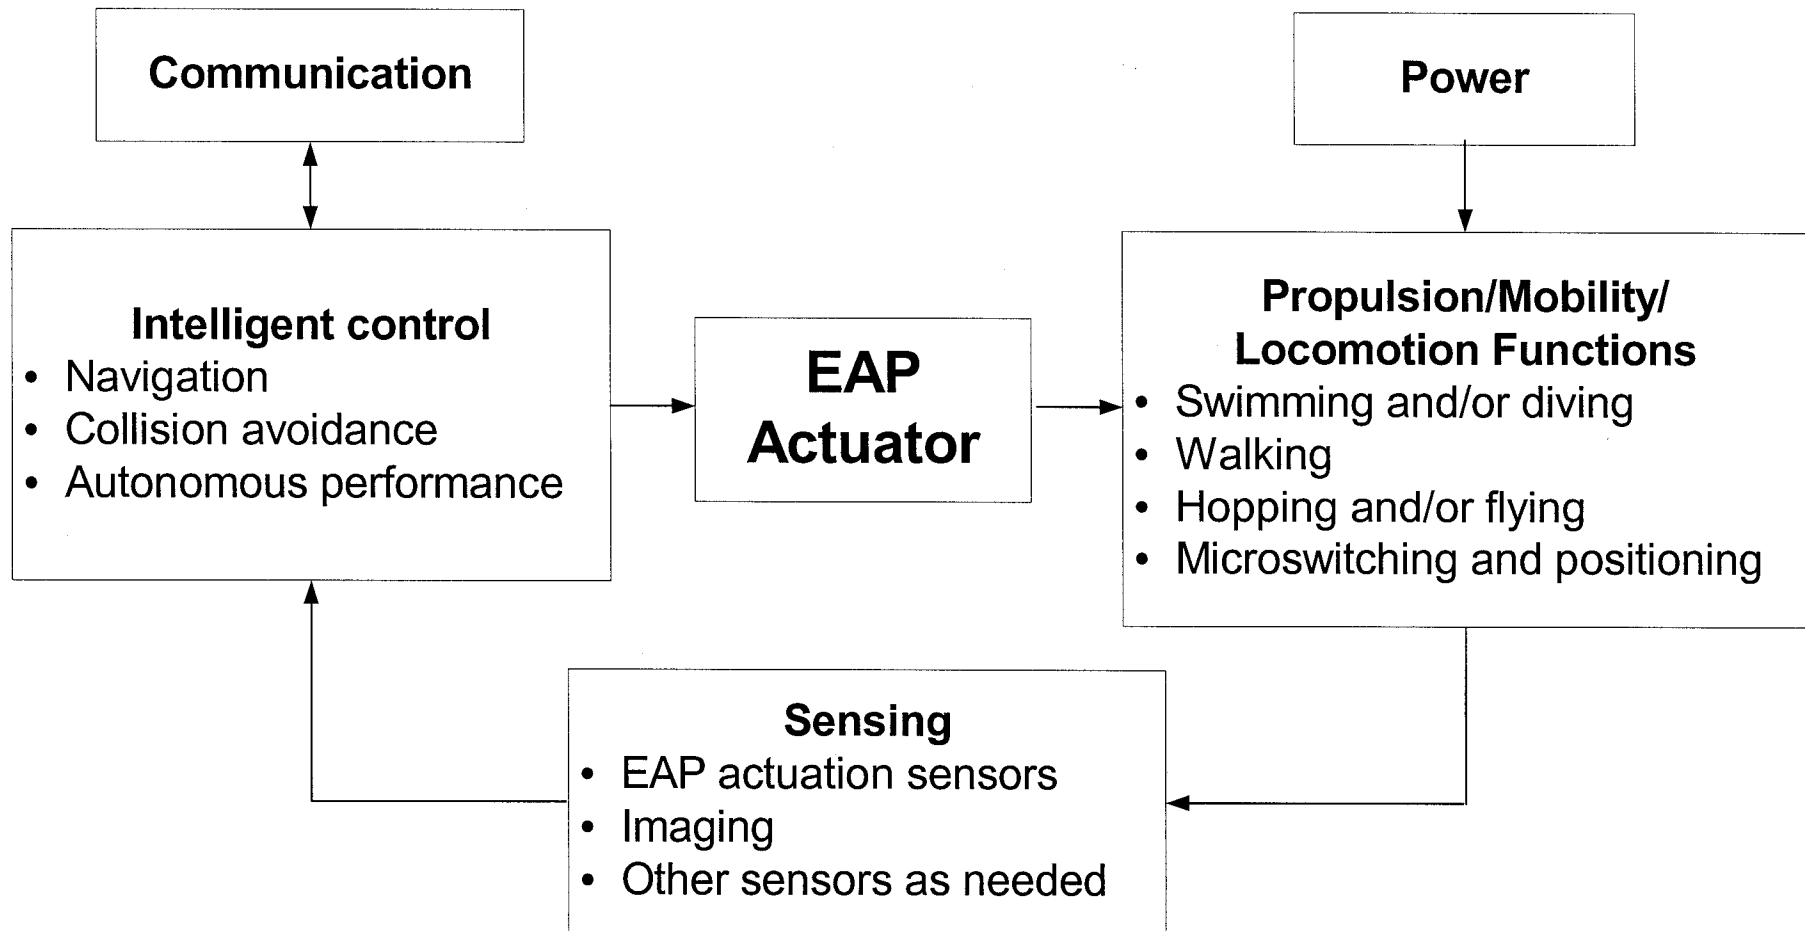 Communication
Power
Intelligent control
• Navigation
• Collision avoidance
• Autonomous performance
EAP
Actuator
Propulsion/Mobility/
Locomotion Functions
• Swimming and/or diving
• Walking
• Hopping and/or flying
• Microswitching and positioning
Sensing
• EAP actuation sensors
• Imaging
• Other sensors as needed